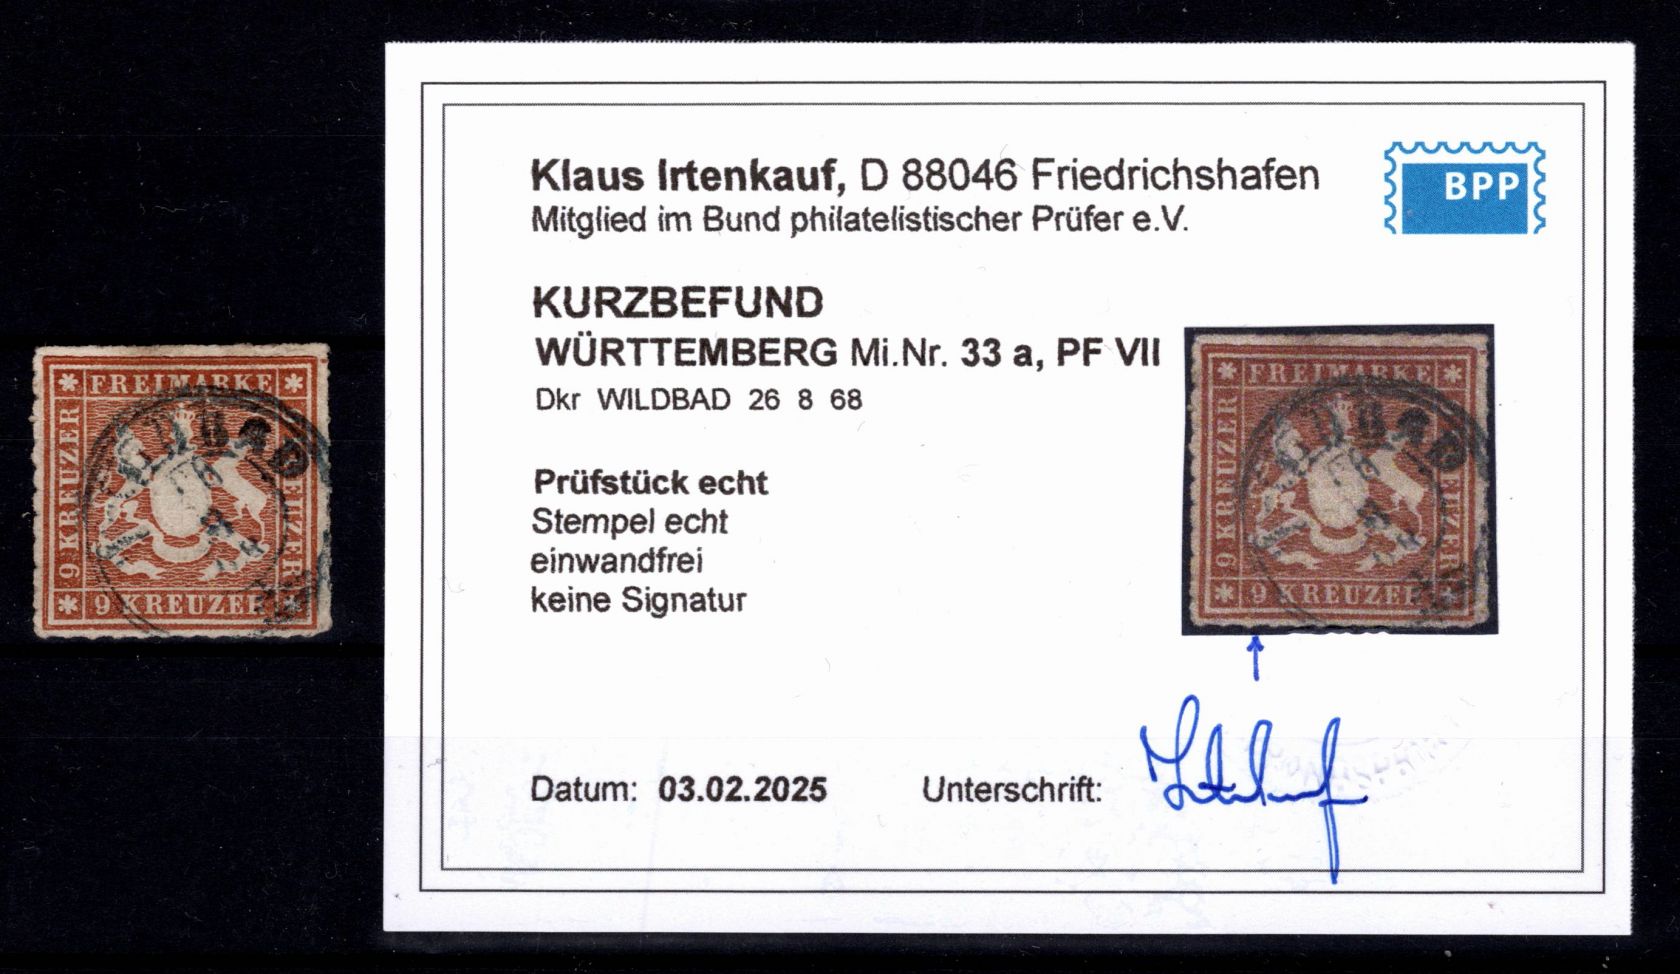 FREIMARKE
9 KREUZER
9 KREUZER
Klaus Irtenkauf, D 88046 Friedrichshafen
Mitglied im Bund philatelistischer Prüfer e.V.
BPP
KURZBEFUND
WÜRTTEMBERG Mi.Nr. 33 a, PF VII
Dkr WILDBAD 26 8 68
Prüfstück echt
Stempel echt
einwandfrei
keine Signatur
FREIMARKE
9 KREUZER
9 KREUZER
Datum: 03.02.2025 Unterschrift: